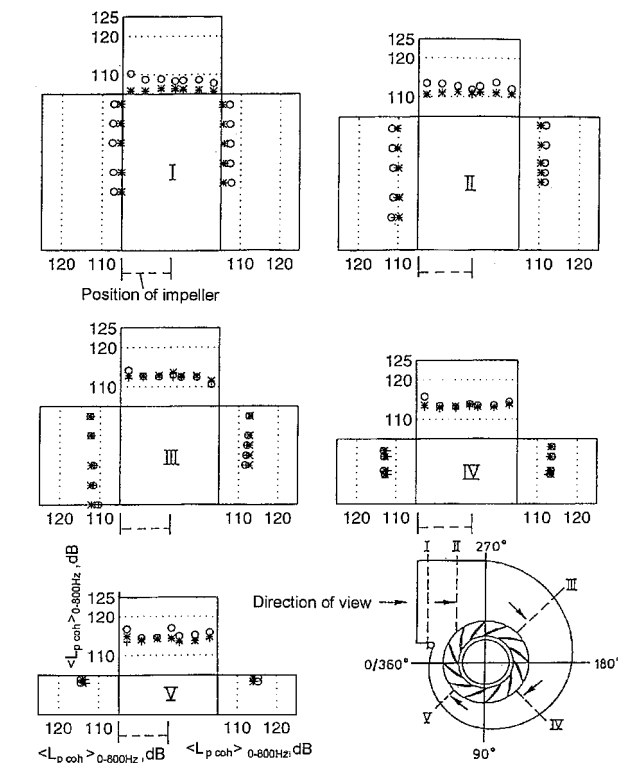 125
120
110
I
120 110
110 120
Position of impeller
125
120
110
II
120 110
110 120
125
120
110
III
120 110
110 120
125
120
110
IV
120 110
110 120
<L p coh> 0-800Hz, dB
125
120
110
V
120 110
110 120
<L p coh> 0-800Hz, dB
<L p coh> 0-800Hz, dB
I II 270°
III
Direction of view
0/360°
180°
V
IV
90°